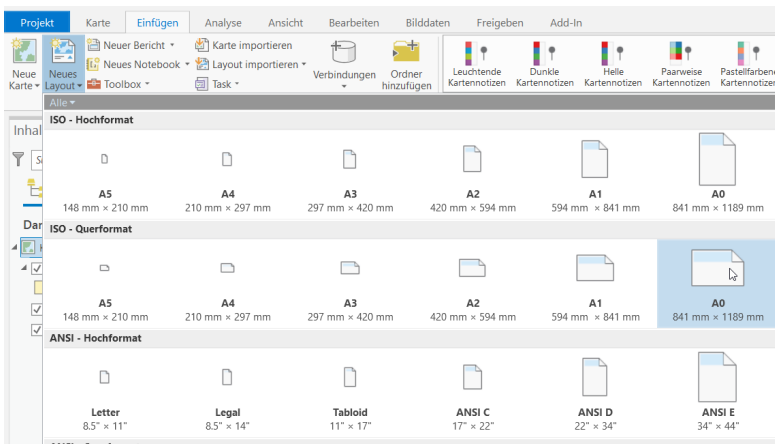 Projekt Karte Einfügen Analyse Ansicht Bearbeiten Bilddaten Freigeben Add-In
Neue Karte
Neues Layout
Neuer Bericht
Neues Notebook
Toolbox
Karte importieren
Layout importieren
Task
Verbindungen
Ordner hinzufügen
Leuchtende Kartennotizen
Dunkle Kartennotizen
Helle Kartennotizen
Paarweise Kartennotizen
Pastellfarbene Kartennotizen
Alle
ISO - Hochformat
A5 A4 A3 A2 A1 A0
148 mm × 210 mm 210 mm × 297 mm 297 mm × 420 mm 420 mm × 594 mm 594 mm × 841 mm 841 mm × 1189 mm
ISO - Querformat
A5 A4 A3 A2 A1 A0
148 mm × 210 mm 210 mm × 297 mm 297 mm × 420 mm 420 mm × 594 mm 594 mm × 841 mm 841 mm × 1189 mm
ANSI - Hochformat
Letter Legal Tabloid ANSI C ANSI D ANSI E
8.5" × 11" 8.5" × 14" 11" × 17" 17" × 22" 22" × 34" 34" × 44"